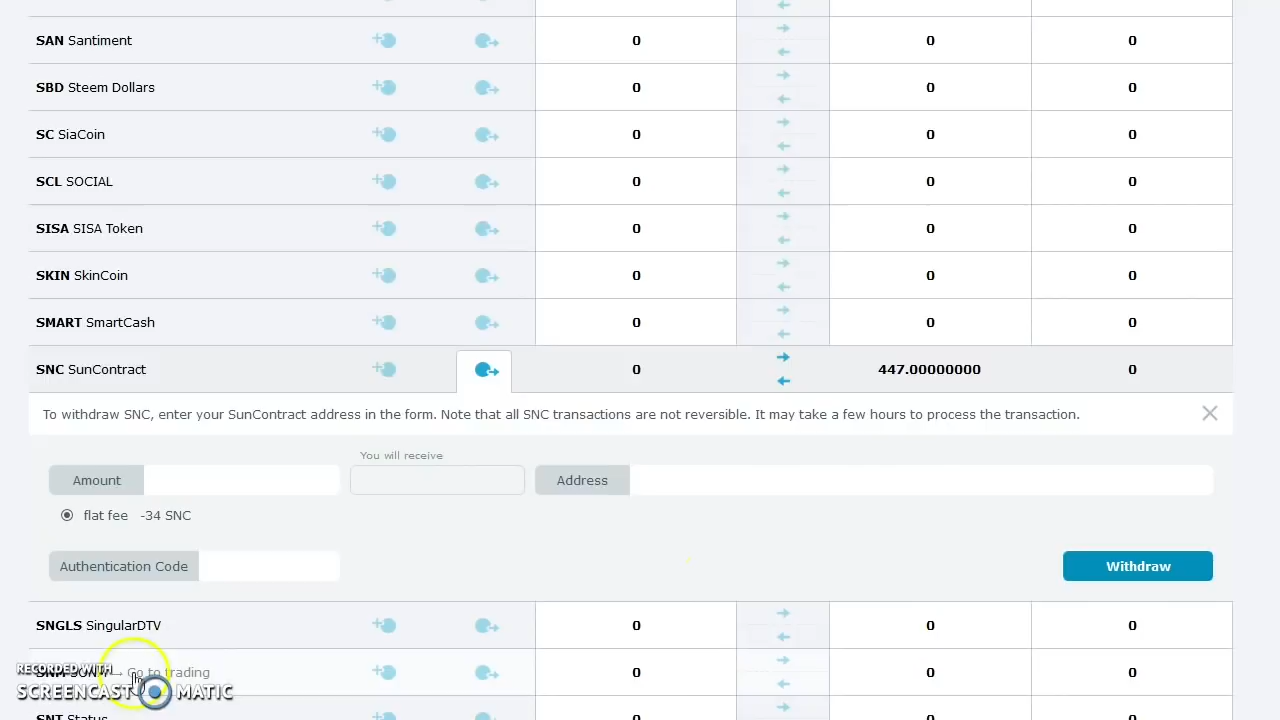 SAN Santiment 0 0 0
SBD Steem Dollars 0 0 0
SC SiaCoin 0 0 0
SCL SOCIAL 0 0 0
SISA SISA Token 0 0 0
SKIN SkinCoin 0 0 0
SMART SmartCash 0 0 0
SNC SunContract 0 447.00000000 0
To withdraw SNC, enter your SunContract address in the form. Note that all SNC transactions are not reversible. It may take a few hours to process the transaction.
You will receive
Amount Address
flat fee -34 SNC
Authentication Code Withdraw
SNGLS SingularDTV 0 0 0
RECORDED WITH
Go to trading 0 0 0
SCREENCAST MATIC
SNT Status